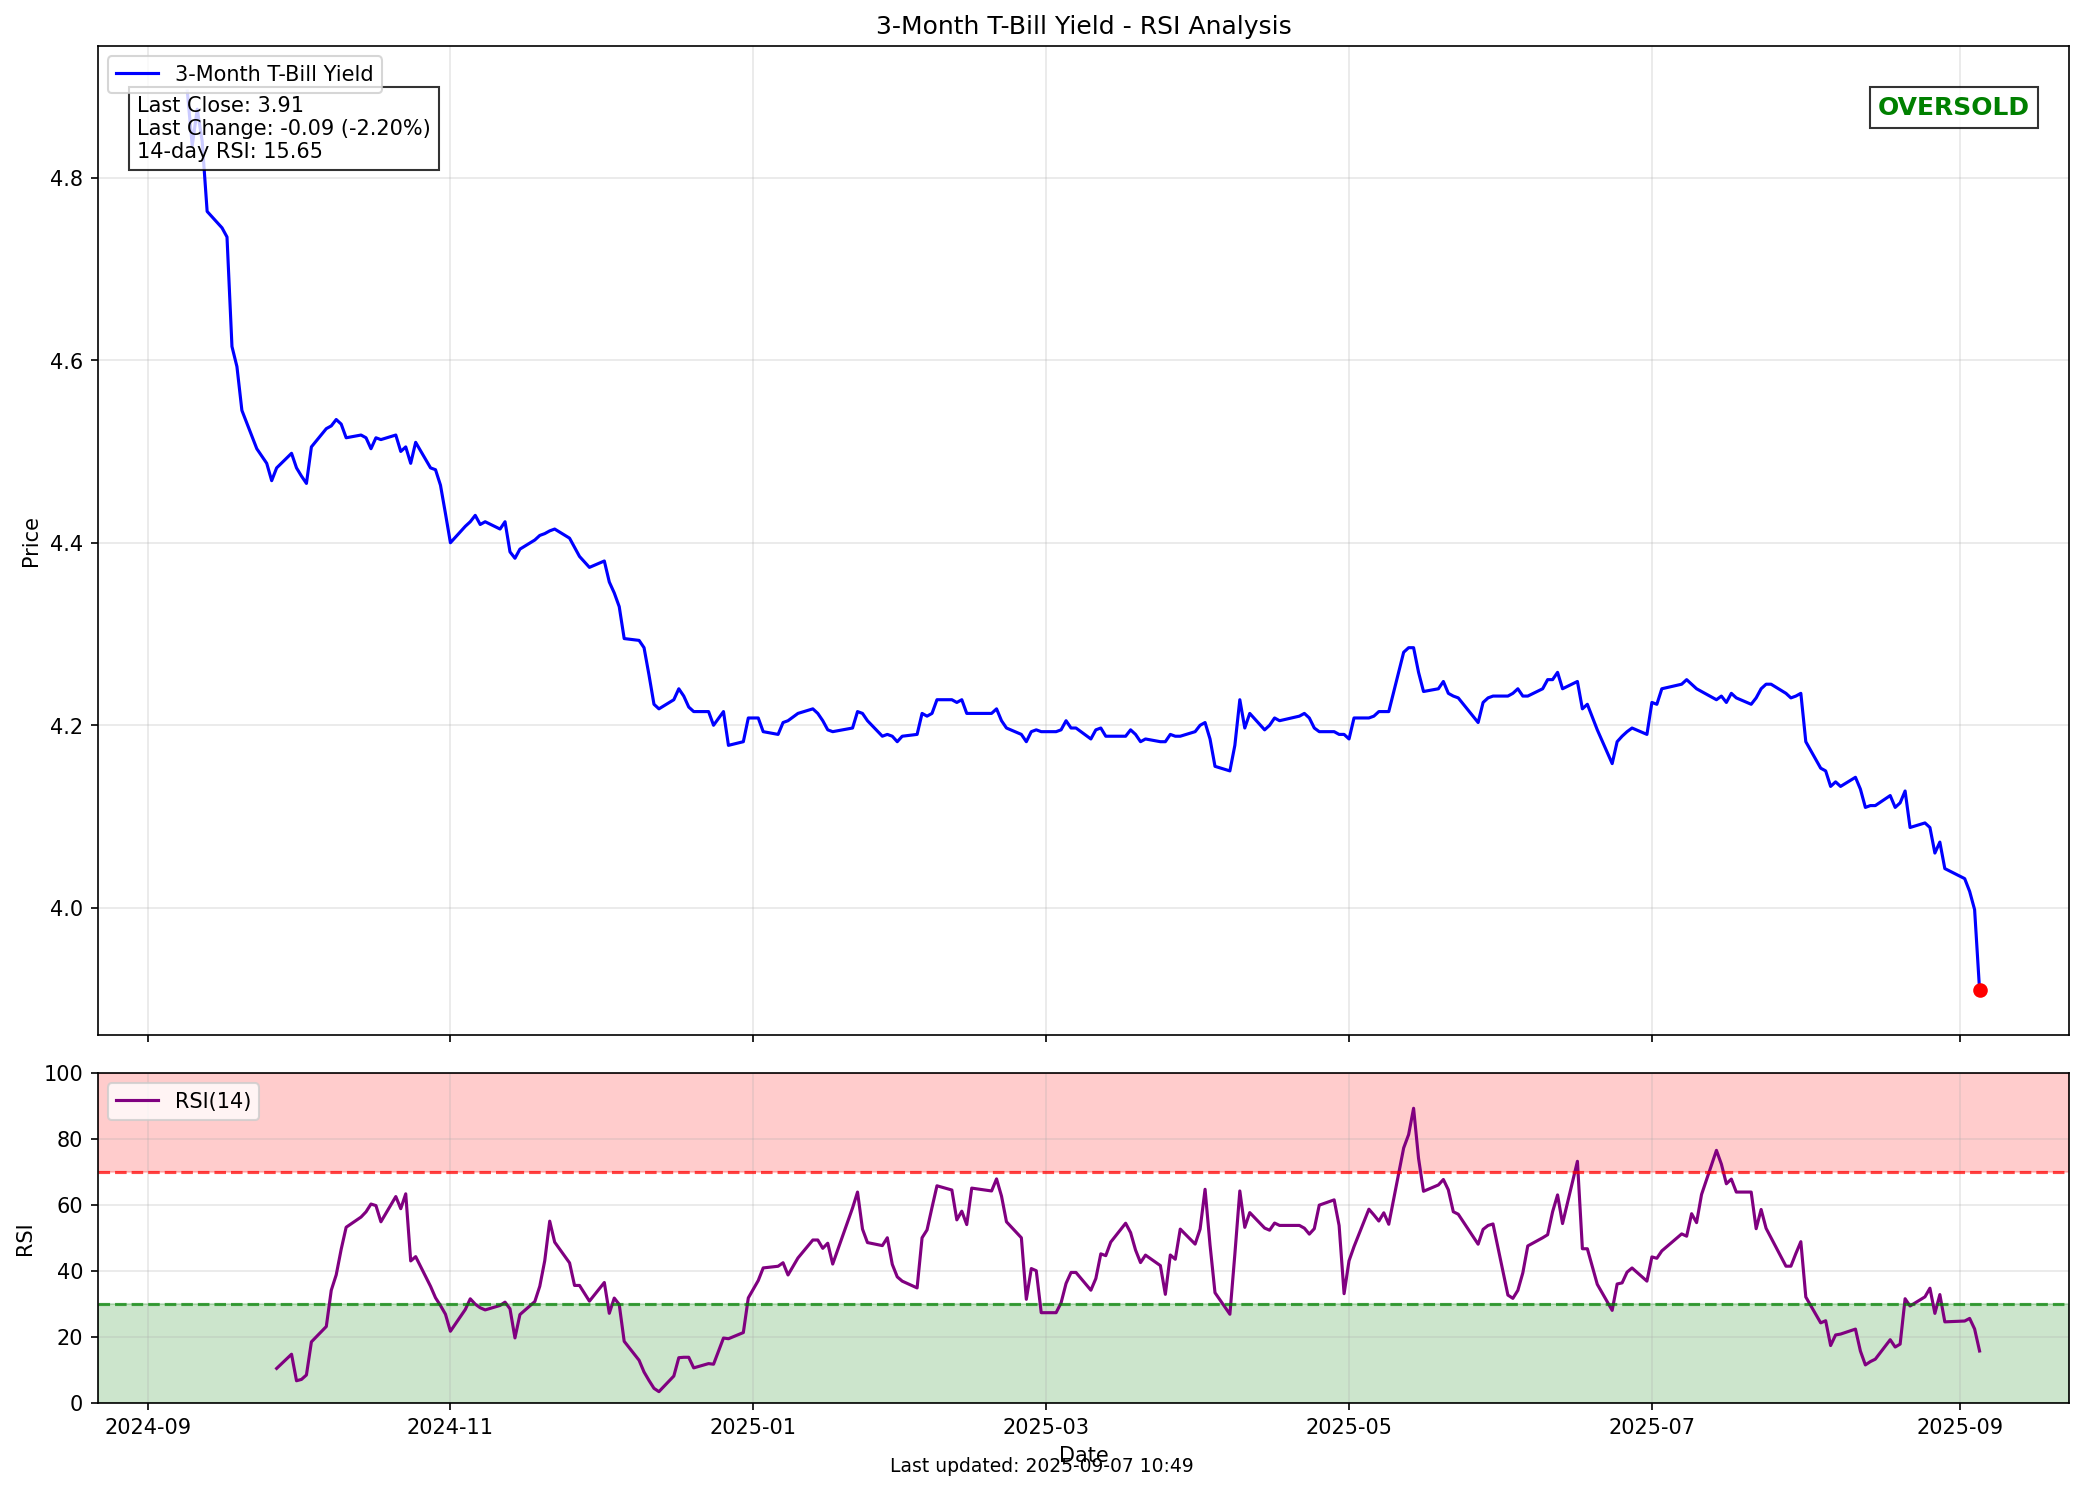 3-Month T-Bill Yield - RSI Analysis
3-Month T-Bill Yield
Last Close: 3.91
Last Change: -0.09 (-2.20%)
14-day RSI: 15.65
OVERSOLD
Price
4.8
4.6
4.4
4.2
4.0
RSI(14)
RSI
100
80
60
40
20
0
2024-09
2024-11
2025-01
2025-03
2025-05
2025-07
2025-09
Date
Last updated: 2025-09-07 10:49